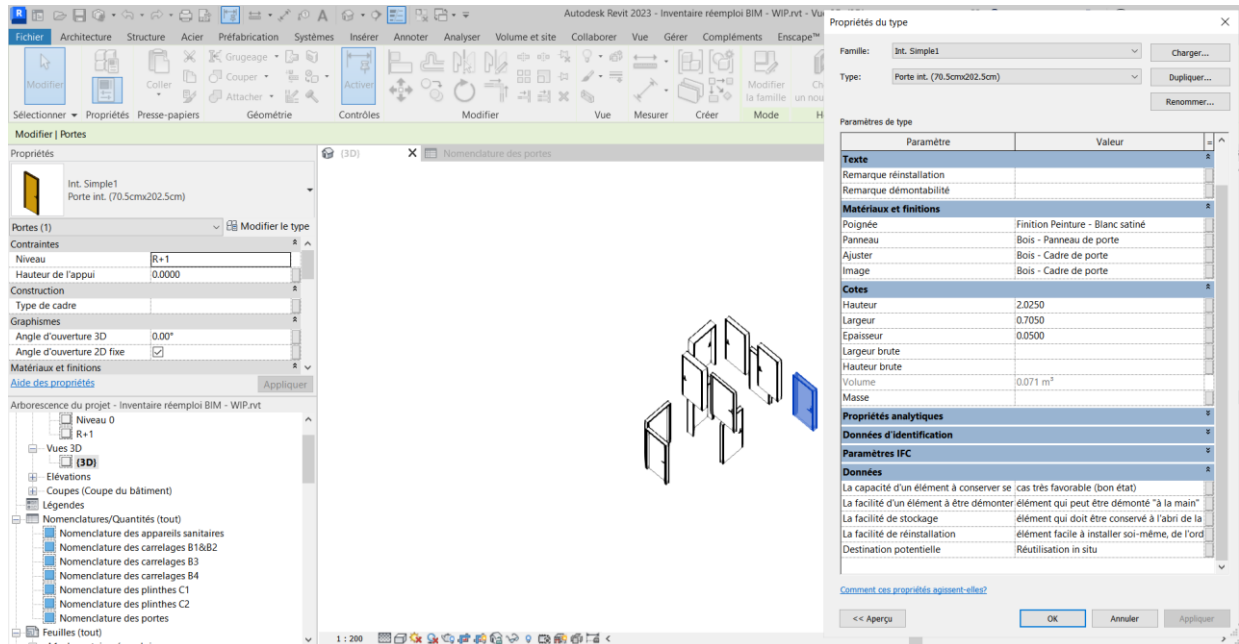 Autodesk Revit 2023 - Inventaire réemploi BIM - WIP.rvt - Vu
Fichier Architecture Structure Acier Préfabrication Systèmes Insérer Annoter Analyser Volume et site Collaborer Vue Gérer Compléments Enscape™
Modifier
Coller
Grugeage
Couper
Attacher
Activer
Modifier
la famille
Ch
un nou
Sélectionner Propriétés Presse-papiers Géométrie Contrôles Modifier Vue Mesurer Créer Mode H
Modifier | Portes
Propriétés
Int. Simple1
Porte int. (70.5cmx202.5cm)
Portes (1) Modifier le type
Contraintes
Niveau R+1
Hauteur de l'appui 0.0000
Construction
Type de cadre
Graphismes
Angle d'ouverture 3D 0.00°
Angle d'ouverture 2D fixe
Matériaux et finitions
Aide des propriétés Appliquer
Arborescence du projet - Inventaire réemploi BIM - WIP.rvt
Niveau 0
R+1
Vues 3D
(3D)
Elévations
Coupes (Coupe du bâtiment)
Légendes
Nomenclatures/Quantités (tout)
Nomenclature des appareils sanitaires
Nomenclature des carrelages B1&B2
Nomenclature des carrelages B3
Nomenclature des carrelages B4
Nomenclature des plinthes C1
Nomenclature des plinthes C2
Nomenclature des portes
Feuilles (tout)
(3D) Nomenclature des portes
1 : 200
Propriétés du type
Famille: Int. Simple1 Charger...
Type: Porte int. (70.5cmx202.5cm) Dupliquer...
Renommer...
Paramètres de type
Paramètre Valeur =
Texte
Remarque réinstallation
Remarque démontabilité
Matériaux et finitions
Poignée Finition Peinture - Blanc satiné
Panneau Bois - Panneau de porte
Ajuster Bois - Cadre de porte
Image Bois - Cadre de porte
Cotes
Hauteur 2.0250
Largeur 0.7050
Epaisseur 0.0500
Largeur brute
Hauteur brute
Volume 0.071 m³
Masse
Propriétés analytiques
Données d'identification
Paramètres IFC
Données
La capacité d'un élément à conserver se cas très favorable (bon état)
La facilité d'un élément à être démonter élément qui peut être démonté "à la main"
La facilité de stockage élément qui doit être conservé à l'abri de la
La facilité de réinstallation élément facile à installer soi-même, de l'ord
Destination potentielle Réutilisation in situ
Comment ces propriétés agissent-elles?
<< Aperçu OK Annuler Appliquer